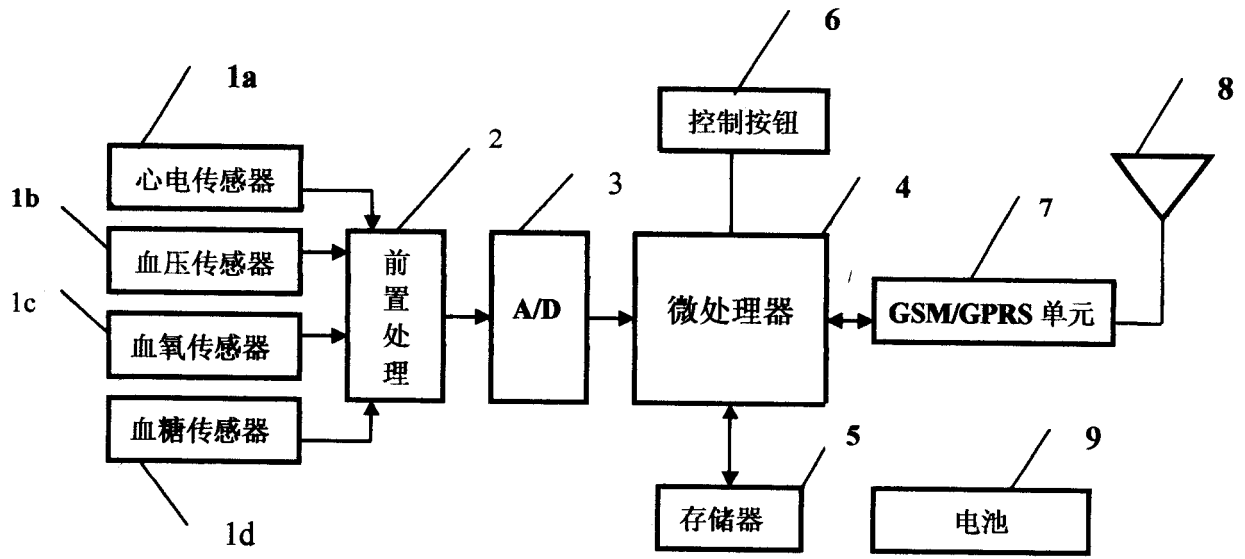 6
1a
8
控制按钮
2
心电传感器
3
4
1b
7
前置处理
血压传感器
A/D
微处理器
1c
GSM/GPRS 单元
血氧传感器
血糖传感器
5
9
存储器
电池
1d